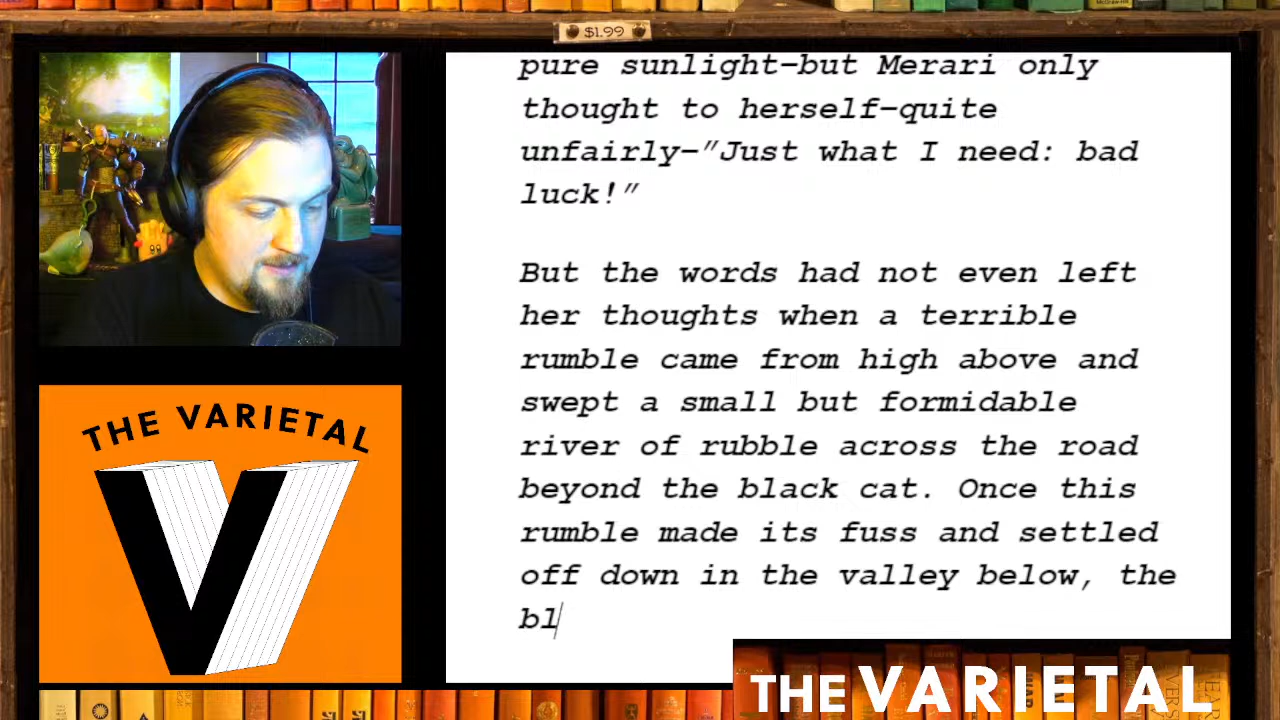 $1.99
pure sunlight–but Merari only
thought to herself–quite
unfairly–"Just what I need: bad
luck!"
But the words had not even left
her thoughts when a terrible
rumble came from high above and
swept a small but formidable
river of rubble across the road
beyond the black cat. Once this
rumble made its fuss and settled
off down in the valley below, the
bl
THE VARIETAL
V
THE VARIETAL